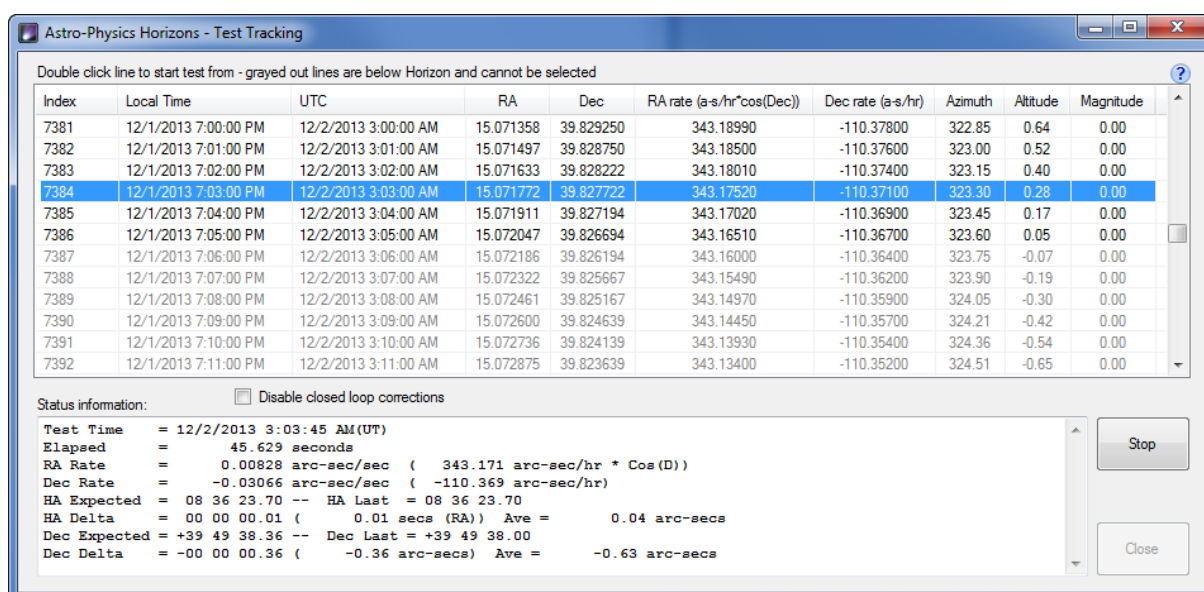 Astro-Physics Horizons - Test Tracking
Double click line to start test from - grayed out lines are below Horizon and cannot be selected
Index Local Time UTC RA Dec RA rate (a-s/hr*cos(Dec)) Dec rate (a-s/hr) Azimuth Altitude Magnitude
7381 12/1/2013 7:00:00 PM 12/2/2013 3:00:00 AM 15.071358 39.829250 343.18990 -110.37800 322.85 0.64 0.00
7382 12/1/2013 7:01:00 PM 12/2/2013 3:01:00 AM 15.071497 39.828750 343.18500 -110.37600 323.00 0.52 0.00
7383 12/1/2013 7:02:00 PM 12/2/2013 3:02:00 AM 15.071633 39.828222 343.18010 -110.37400 323.15 0.40 0.00
7384 12/1/2013 7:03:00 PM 12/2/2013 3:03:00 AM 15.071772 39.827722 343.17520 -110.37100 323.30 0.28 0.00
7385 12/1/2013 7:04:00 PM 12/2/2013 3:04:00 AM 15.071911 39.827194 343.17020 -110.36900 323.45 0.17 0.00
7386 12/1/2013 7:05:00 PM 12/2/2013 3:05:00 AM 15.072047 39.826694 343.16510 -110.36700 323.60 0.05 0.00
7387 12/1/2013 7:06:00 PM 12/2/2013 3:06:00 AM 15.072186 39.826194 343.16000 -110.36400 323.75 -0.07 0.00
7388 12/1/2013 7:07:00 PM 12/2/2013 3:07:00 AM 15.072322 39.825667 343.15490 -110.36200 323.90 -0.19 0.00
7389 12/1/2013 7:08:00 PM 12/2/2013 3:08:00 AM 15.072461 39.825167 343.14970 -110.35900 324.05 -0.30 0.00
7390 12/1/2013 7:09:00 PM 12/2/2013 3:09:00 AM 15.072600 39.824639 343.14450 -110.35700 324.21 -0.42 0.00
7391 12/1/2013 7:10:00 PM 12/2/2013 3:10:00 AM 15.072736 39.824139 343.13930 -110.35400 324.36 -0.54 0.00
7392 12/1/2013 7:11:00 PM 12/2/2013 3:11:00 AM 15.072875 39.823639 343.13400 -110.35200 324.51 -0.65 0.00
Status information: Disable closed loop corrections
Test Time = 12/2/2013 3:03:45 AM(UT)
Elapsed = 45.629 seconds
RA Rate = 0.00828 arc-sec/sec ( 343.171 arc-sec/hr * Cos(D))
Dec Rate = -0.03066 arc-sec/sec ( -110.369 arc-sec/hr)
HA Expected = 08 36 23.70 -- HA Last = 08 36 23.70
HA Delta = 00 00 00.01 ( 0.01 secs (RA)) Ave = 0.04 arc-secs
Dec Expected = +39 49 38.36 -- Dec Last = +39 49 38.00
Dec Delta = -00 00 00.36 ( -0.36 arc-secs) Ave = -0.63 arc-secs
Stop
Close